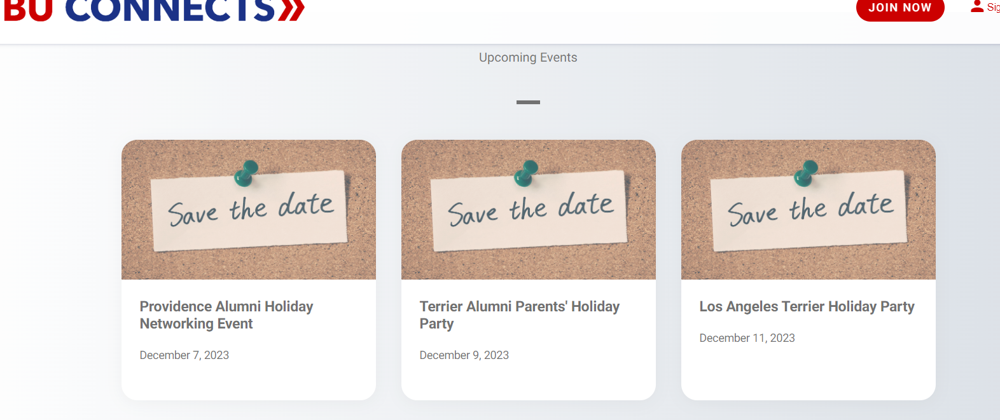 BU CONNECTS
JOIN NOW
Upcoming Events
Save the date
Save the date
Save the date
Providence Alumni Holiday
Networking Event
December 7, 2023
Terrier Alumni Parents' Holiday
Party
December 9, 2023
Los Angeles Terrier Holiday Party
December 11, 2023